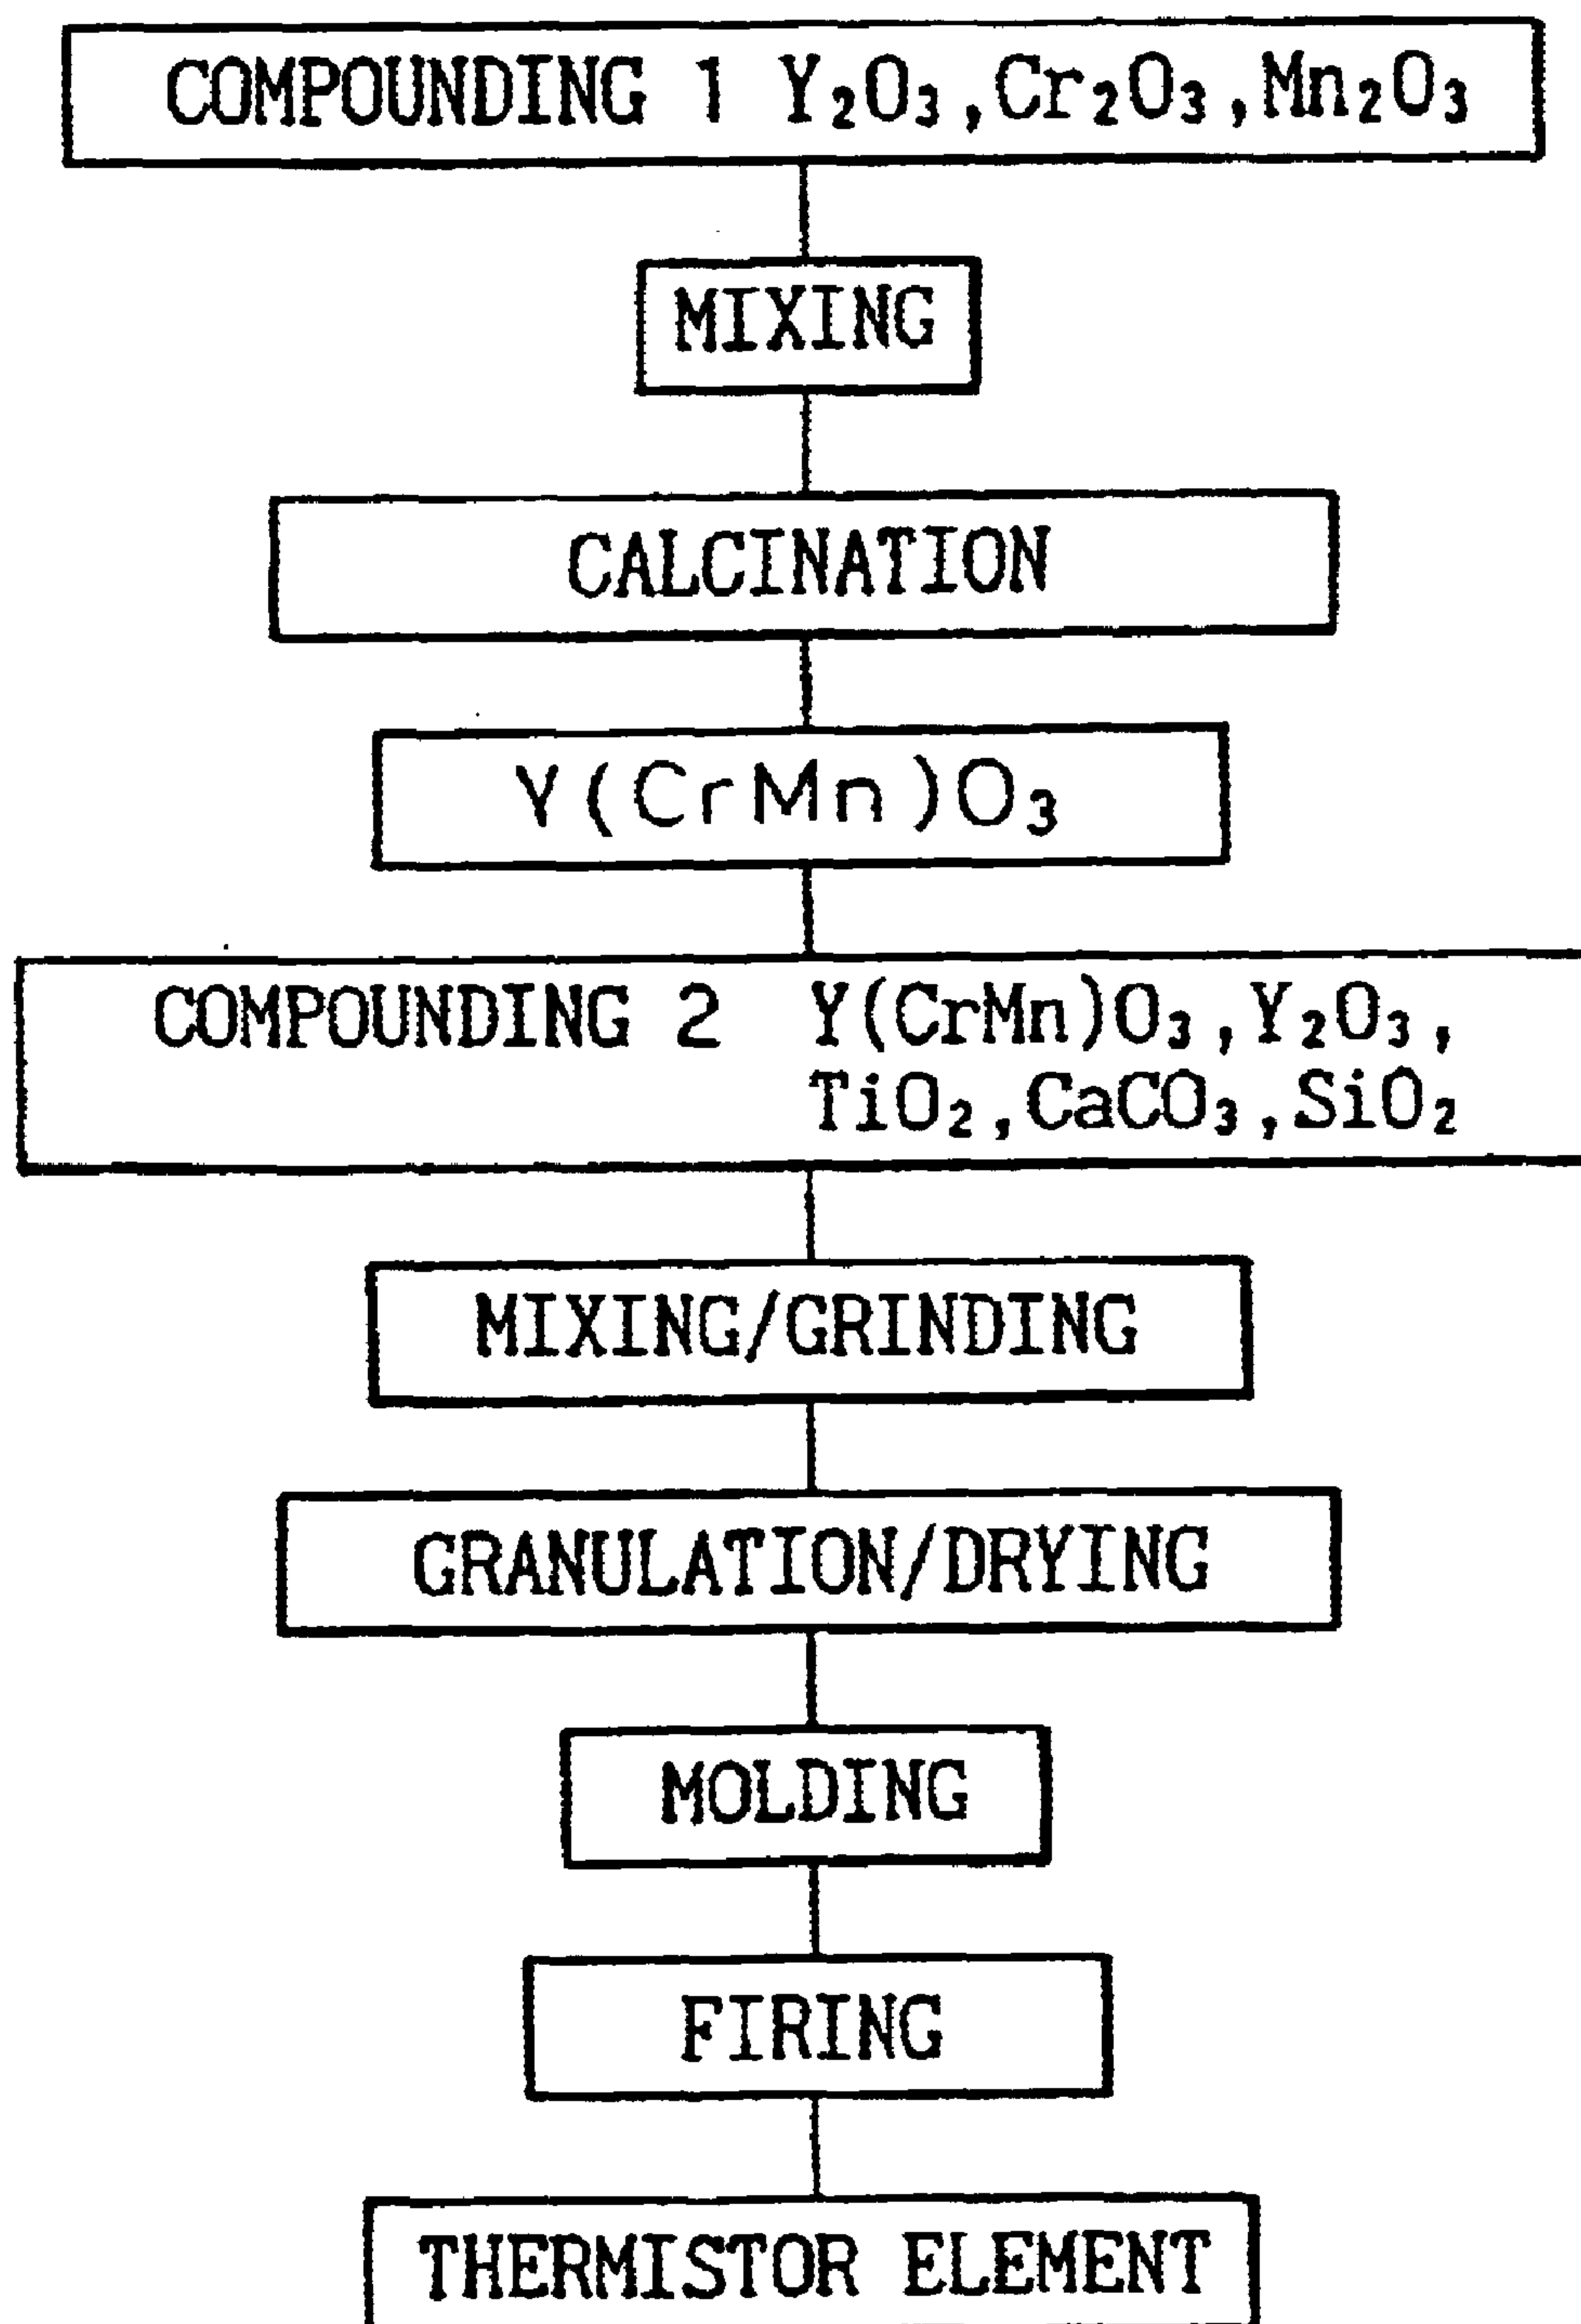 COMPOUNDING 1 Y₂O₃,Cr₂O₃,Mn₂O₃
MIXING
CALCINATION
Y(CrMn)O₃
COMPOUNDING 2 Y(CrMn)O₃,Y₂O₃,
TiO₂,CaCO₃,SiO₂
MIXING/GRINDING
GRANULATION/DRYING
MOLDING
FIRING
THERMISTOR ELEMENT